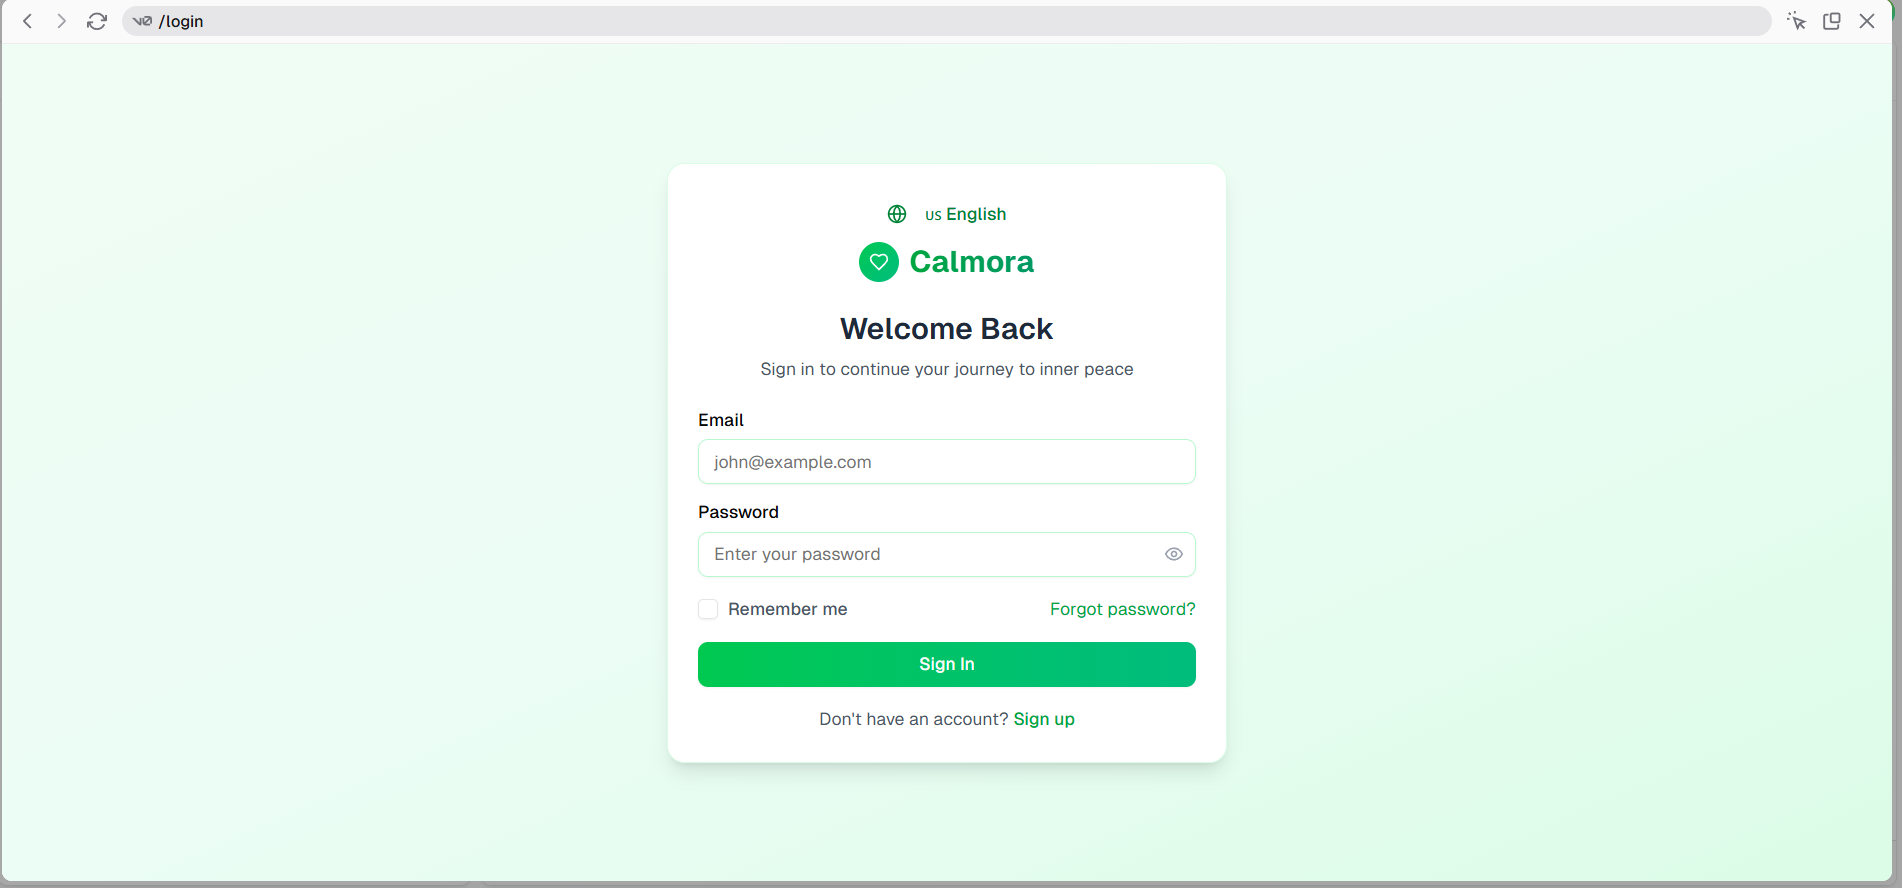 v0 /login
us English
Calmora
Welcome Back
Sign in to continue your journey to inner peace
Email
john@example.com
Password
Enter your password
Remember me
Forgot password?
Sign In
Don't have an account? Sign up